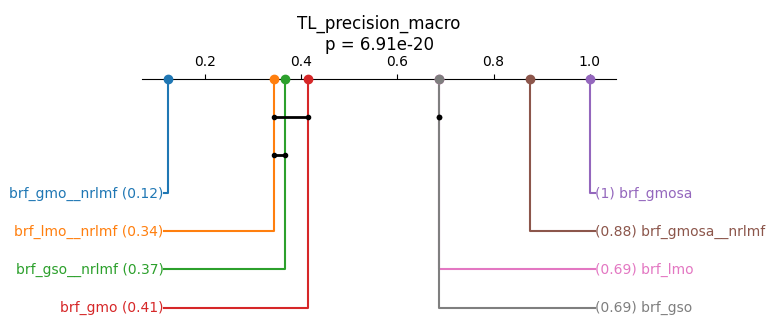 TL_precision_macro
p = 6.91e-20
0.2 0.4 0.6 0.8 1.0
brf_gmo__nrlmf (0.12) (1) brf_gmosa
brf_lmo__nrlmf (0.34) (0.88) brf_gmosa__nrlmf
brf_gso__nrlmf (0.37) (0.69) brf_lmo
brf_gmo (0.41) (0.69) brf_gso